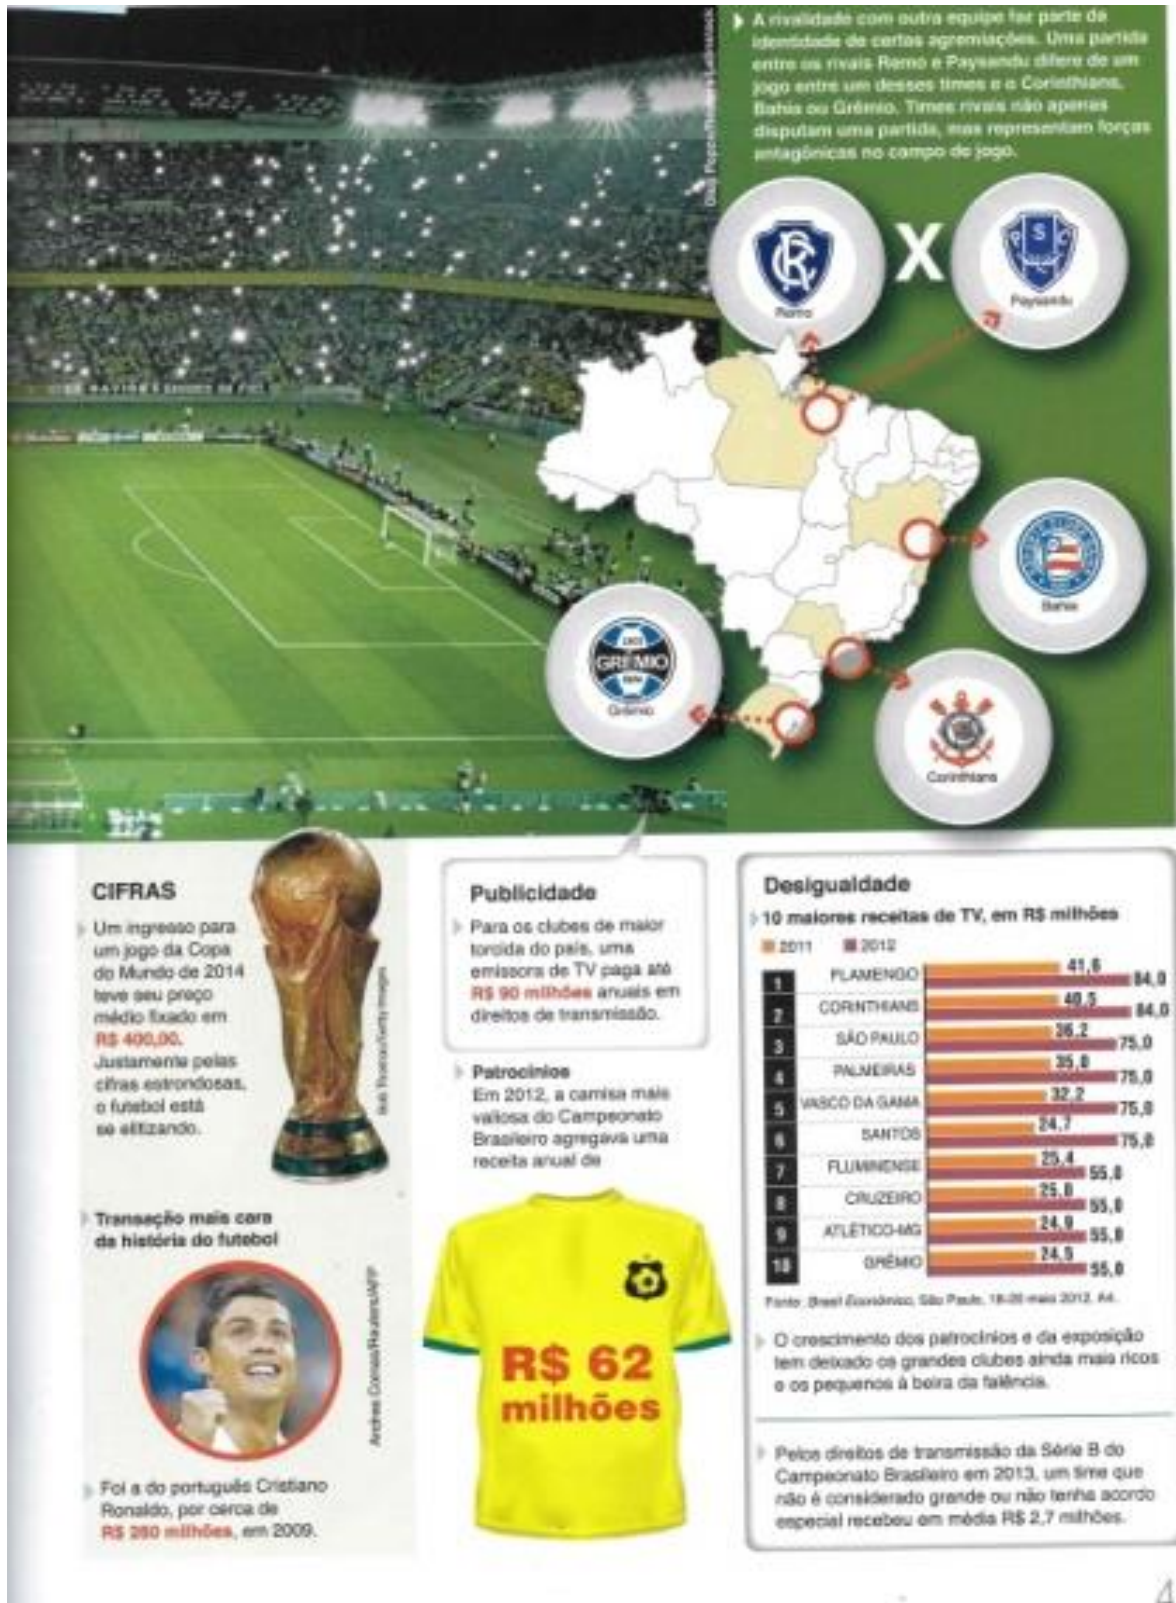 A rivalidade com outra equipe faz parte da
identidade de certas agremiações. Uma partida
entre os rivais Remo e Paysandu difere de um
jogo entre um desses times e o Corinthians,
Bahia ou Grêmio. Times rivais não apenas
disputam uma partida, mas representam forças
antagônicas no campo de jogo.
X
Remo
Paysandu
Bahia
GRÊMIO
Grêmio
Corinthians
CIFRAS
Um ingresso para
um jogo da Copa
do Mundo de 2014
teve seu preço
médio fixado em
R$ 400,00.
Justamente pelas
cifras estrondosas,
o futebol está
se elitizando.
Transação mais cara
da história do futebol
Foi a do português Cristiano
Ronaldo, por cerca de
R$ 260 milhões, em 2009.
Publicidade
Para os clubes de maior
torcida do país, uma
emissora de TV paga até
R$ 90 milhões anuais em
direitos de transmissão.
Patrocínios
Em 2012, a camisa mais
valiosa do Campeonato
Brasileiro agregava uma
receita anual de
R$ 62
milhões
Desigualdade
10 maiores receitas de TV, em R$ milhões
2011 2012
1 FLAMENGO 41,6 84,0
2 CORINTHIANS 40,5 84,0
3 SÃO PAULO 36,2 75,0
4 PALMEIRAS 35,0 75,0
5 VASCO DA GAMA 32,2 75,0
6 SANTOS 24,7 75,0
7 FLUMINENSE 25,4 55,0
8 CRUZEIRO 25,0 55,0
9 ATLÉTICO-MG 24,9 55,0
10 GRÊMIO 24,5 55,0
Fonte: Brasil Econômico, São Paulo, 18-20 maio 2012, A4.
O crescimento dos patrocínios e da exposição
tem deixado os grandes clubes ainda mais ricos
e os pequenos à beira da falência.
Pelos direitos de transmissão da Série B do
Campeonato Brasileiro em 2013, um time que
não é considerado grande ou não tenha acordo
especial recebeu em média R$ 2,7 milhões.
4